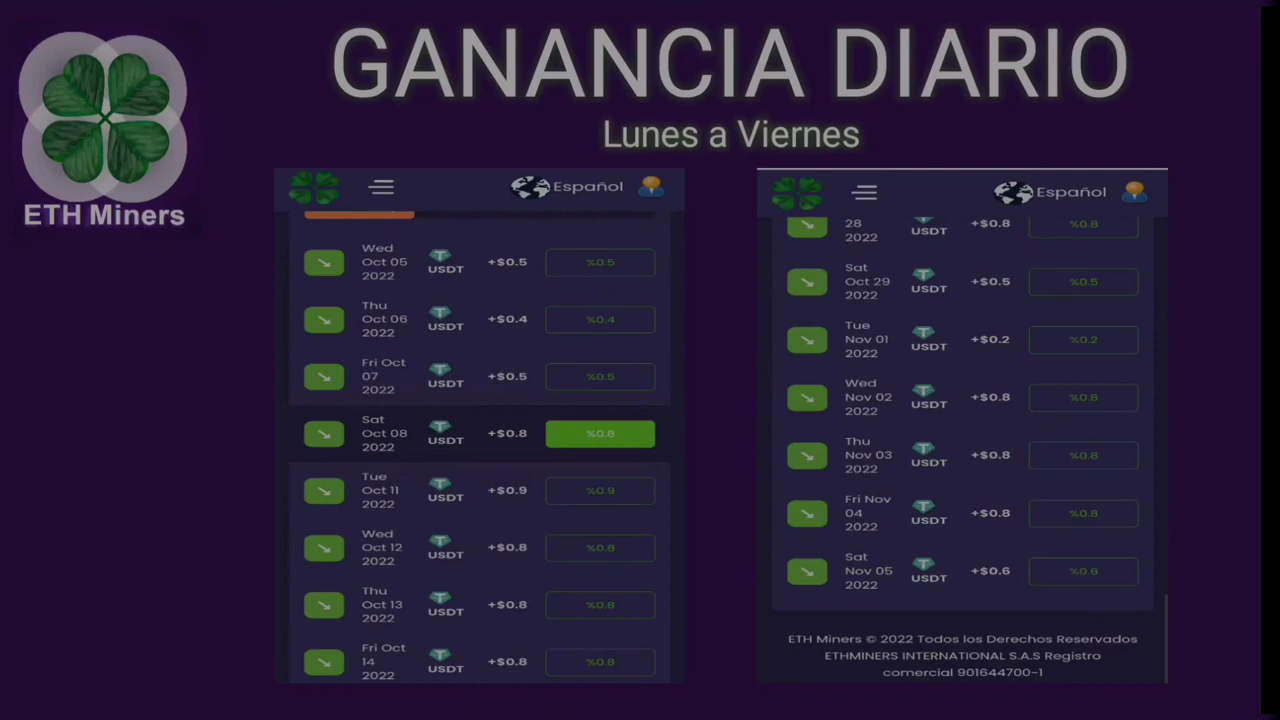 GANANCIA DIARIO
Lunes a Viernes
ETH Miners
Español
Wed
Oct 05
2022
USDT
+$0.5
%0.5
Thu
Oct 06
2022
USDT
+$0.4
%0.4
Fri Oct
07
2022
USDT
+$0.5
%0.5
Sat
Oct 08
2022
USDT
+$0.8
%0.8
Tue
Oct 11
2022
USDT
+$0.9
%0.9
Wed
Oct 12
2022
USDT
+$0.8
%0.8
Thu
Oct 13
2022
USDT
+$0.8
%0.8
Fri Oct
14
2022
USDT
+$0.8
%0.8
Español
28
2022
USDT
+$0.8
%0.8
Sat
Oct 29
2022
USDT
+$0.5
%0.5
Tue
Nov 01
2022
USDT
+$0.2
%0.2
Wed
Nov 02
2022
USDT
+$0.8
%0.8
Thu
Nov 03
2022
USDT
+$0.8
%0.8
Fri Nov
04
2022
USDT
+$0.8
%0.8
Sat
Nov 05
2022
USDT
+$0.6
%0.6
ETH Miners © 2022 Todos los Derechos Reservados
ETHMINERS INTERNATIONAL S.A.S Registro
comercial 901644700-1